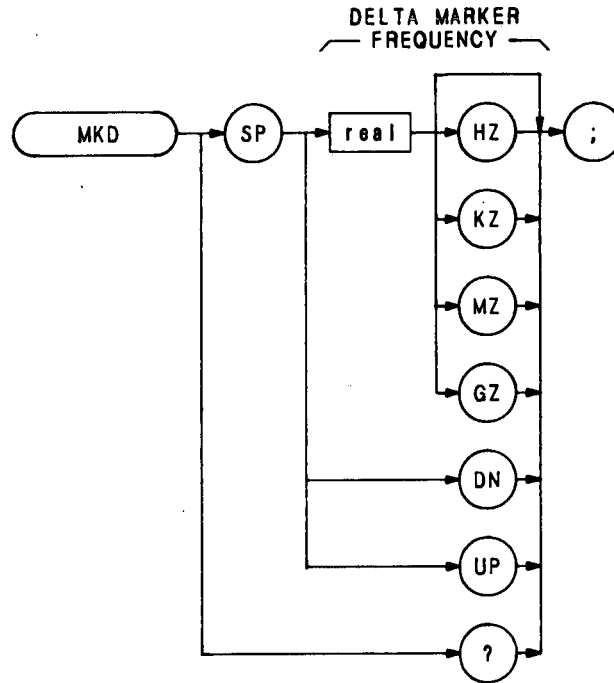 DELTA MARKER
FREQUENCY
MKD SP real HZ ;
KZ
MZ
GZ
DN
UP
?